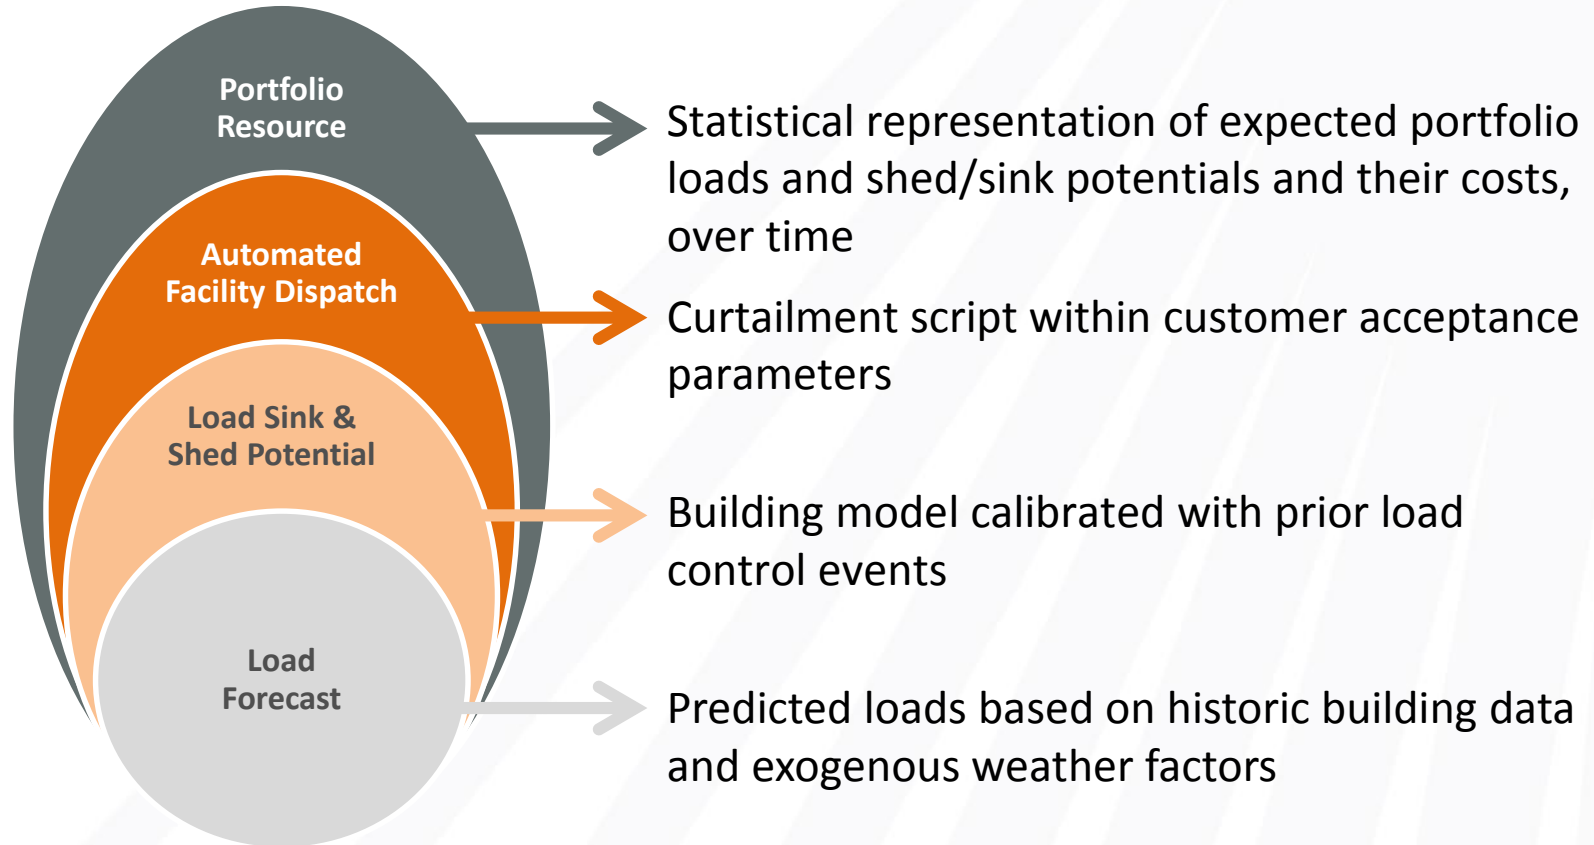 Portfolio
Resource
Statistical representation of expected portfolio
loads and shed/sink potentials and their costs,
over time
Automated
Facility Dispatch
Curtailment script within customer acceptance
parameters
Load Sink &
Shed Potential
Building model calibrated with prior load
control events
Load
Forecast
Predicted loads based on historic building data
and exogenous weather factors